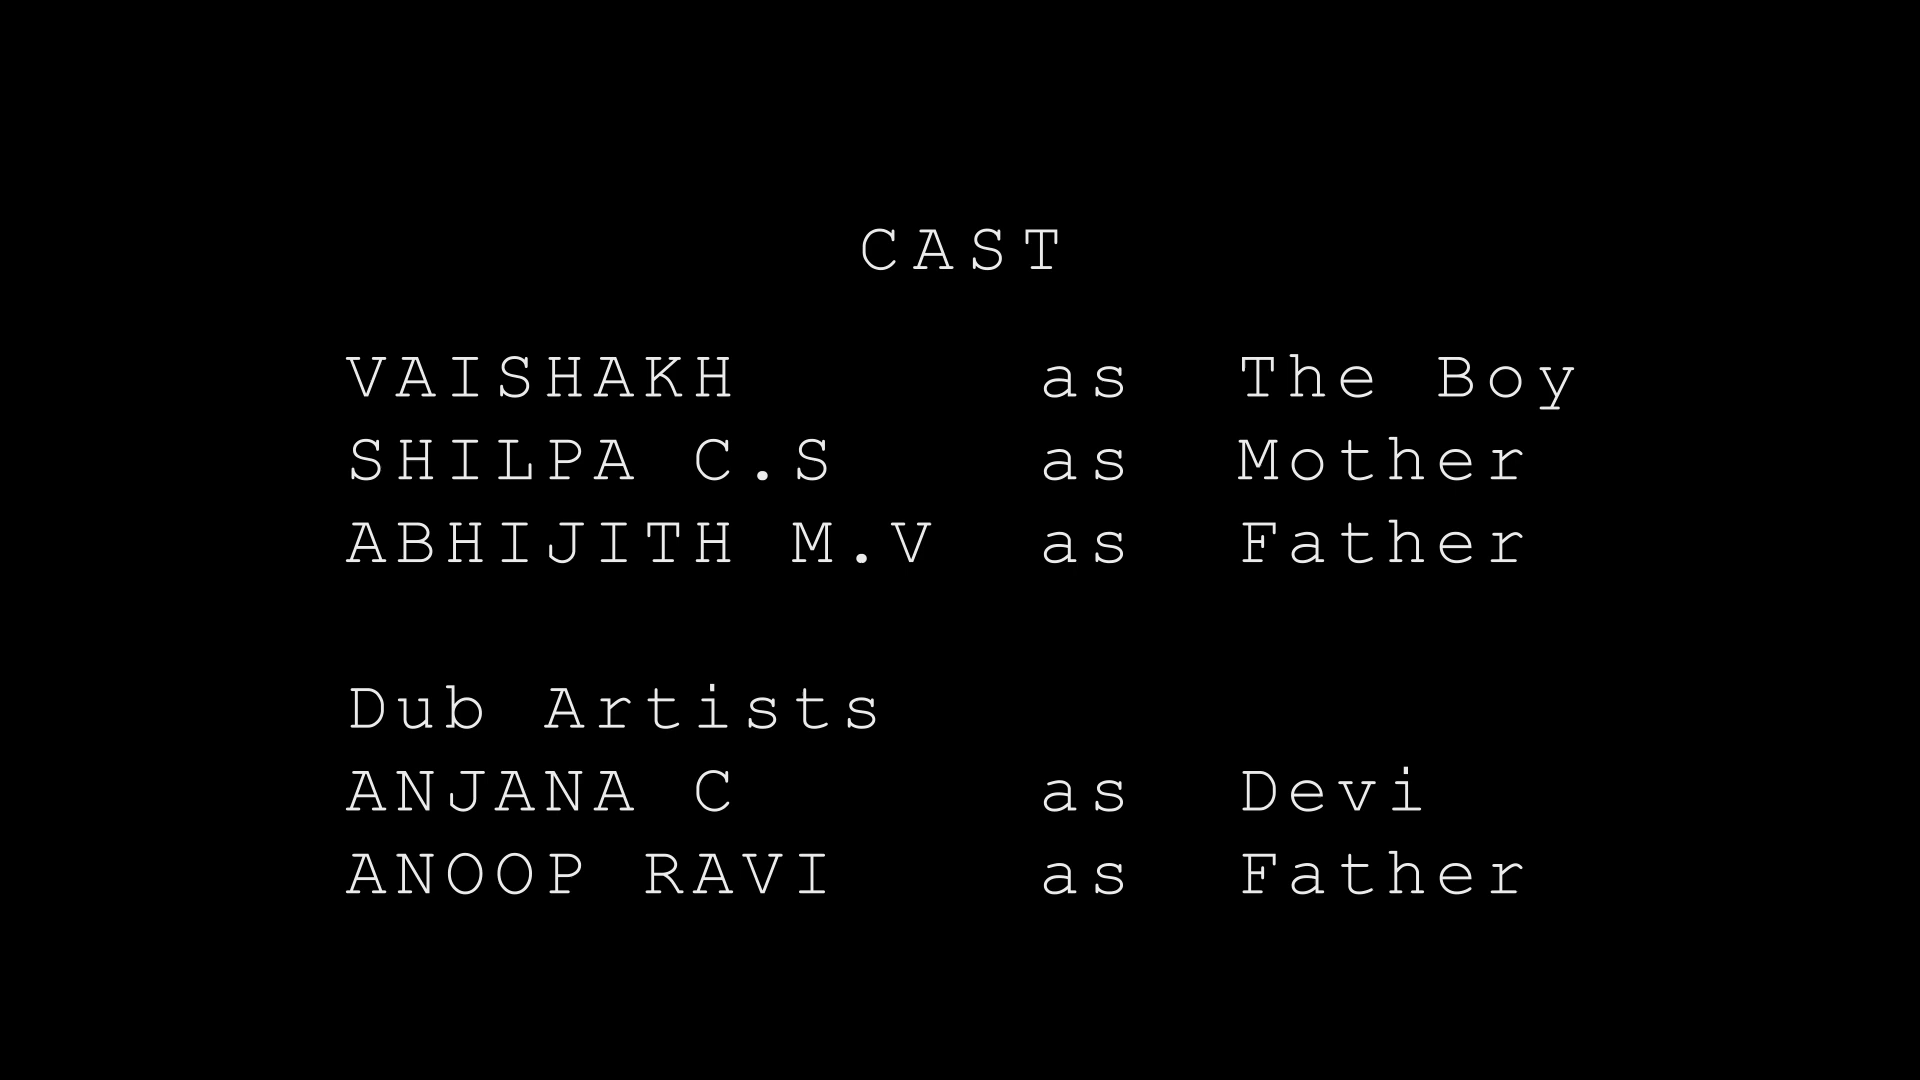 CAST
VAISHAKH as The Boy
SHILPA C.S as Mother
ABHIJITH M.V as Father
Dub Artists
ANJANA C as Devi
ANOOP RAVI as Father